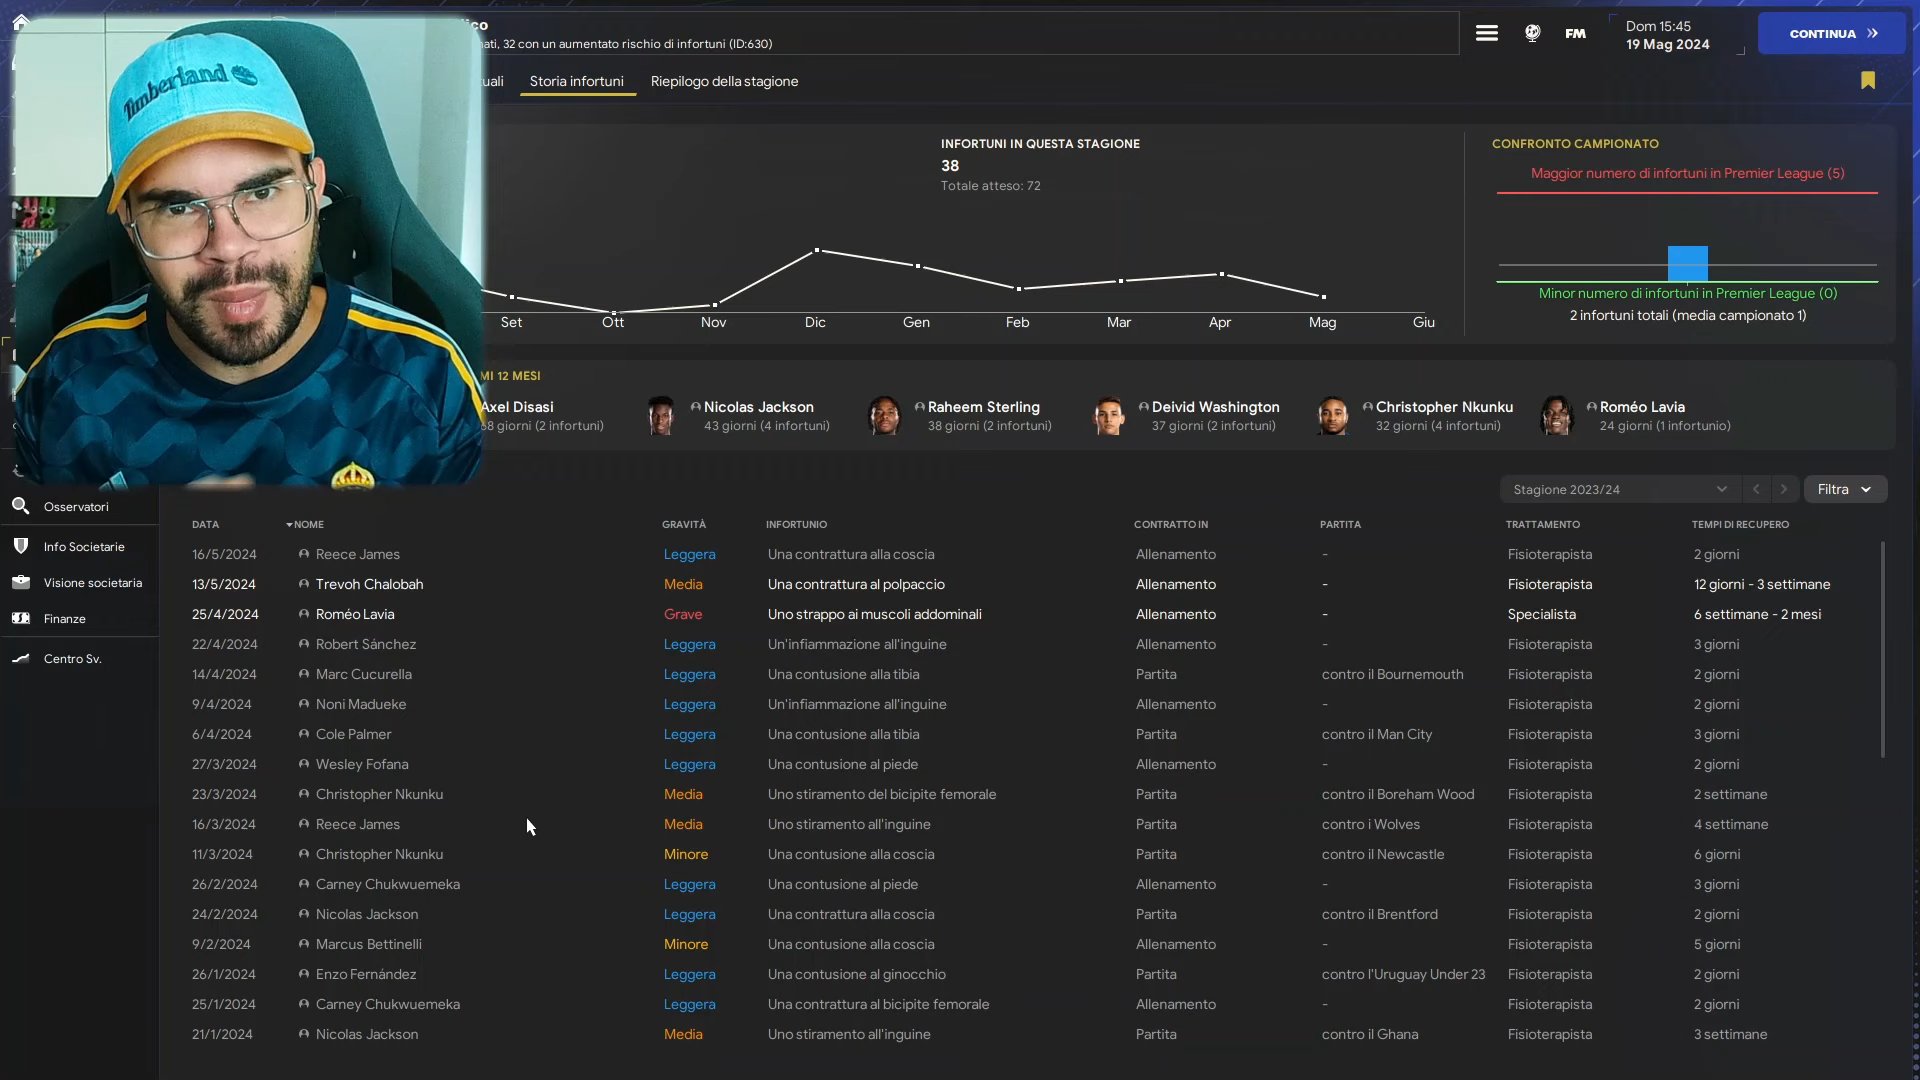 ico
nati, 32 con un aumentato rischio di infortuni (ID:630)
FM
Dom 15:45
19 Mag 2024
CONTINUA
tuali
Storia infortuni
Riepilogo della stagione
Timberland
INFORTUNI IN QUESTA STAGIONE
38
Totale atteso: 72
CONFRONTO CAMPIONATO
Maggior numero di infortuni in Premier League (5)
Minor numero di infortuni in Premier League (0)
2 infortuni totali (media campionato 1)
Set Ott Nov Dic Gen Feb Mar Apr Mag Giu
MI 12 MESI
Axel Disasi
68 giorni (2 infortuni)
Nicolas Jackson
43 giorni (4 infortuni)
Raheem Sterling
38 giorni (2 infortuni)
Deivid Washington
37 giorni (2 infortuni)
Christopher Nkunku
32 giorni (4 infortuni)
Roméo Lavia
24 giorni (1 infortunio)
Osservatori
Info Societarie
Visione societaria
Finanze
Centro Sv.
Stagione 2023/24
Filtra
DATA NOME GRAVITÀ INFORTUNIO CONTRATTO IN PARTITA TRATTAMENTO TEMPI DI RECUPERO
16/5/2024 Reece James Leggera Una contrattura alla coscia Allenamento - Fisioterapista 2 giorni
13/5/2024 Trevoh Chalobah Media Una contrattura al polpaccio Allenamento - Fisioterapista 12 giorni - 3 settimane
25/4/2024 Roméo Lavia Grave Uno strappo ai muscoli addominali Allenamento - Specialista 6 settimane - 2 mesi
22/4/2024 Robert Sánchez Leggera Un'infiammazione all'inguine Allenamento - Fisioterapista 3 giorni
14/4/2024 Marc Cucurella Leggera Una contusione alla tibia Partita contro il Bournemouth Fisioterapista 2 giorni
9/4/2024 Noni Madueke Leggera Un'infiammazione all'inguine Allenamento - Fisioterapista 2 giorni
6/4/2024 Cole Palmer Leggera Una contusione alla tibia Partita contro il Man City Fisioterapista 3 giorni
27/3/2024 Wesley Fofana Leggera Una contusione al piede Allenamento - Fisioterapista 2 giorni
23/3/2024 Christopher Nkunku Media Uno stiramento del bicipite femorale Partita contro il Boreham Wood Fisioterapista 2 settimane
16/3/2024 Reece James Media Uno stiramento all'inguine Partita contro i Wolves Fisioterapista 4 settimane
11/3/2024 Christopher Nkunku Minore Una contusione alla coscia Partita contro il Newcastle Fisioterapista 6 giorni
26/2/2024 Carney Chukwuemeka Leggera Una contusione al piede Allenamento - Fisioterapista 3 giorni
24/2/2024 Nicolas Jackson Leggera Una contrattura alla coscia Partita contro il Brentford Fisioterapista 2 giorni
9/2/2024 Marcus Bettinelli Minore Una contusione alla coscia Allenamento - Fisioterapista 5 giorni
26/1/2024 Enzo Fernández Leggera Una contusione al ginocchio Partita contro l'Uruguay Under 23 Fisioterapista 2 giorni
25/1/2024 Carney Chukwuemeka Leggera Una contrattura al bicipite femorale Allenamento - Fisioterapista 2 giorni
21/1/2024 Nicolas Jackson Media Uno stiramento all'inguine Partita contro il Ghana Fisioterapista 3 settimane